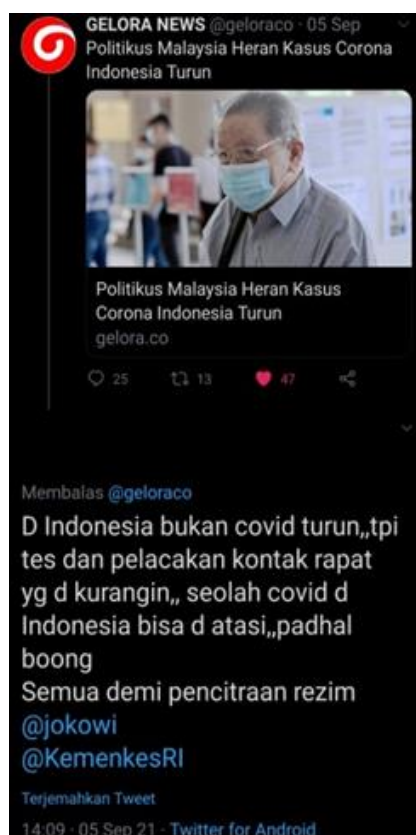 GELORA NEWS @geloraco · 05 Sep
Politikus Malaysia Heran Kasus Corona
Indonesia Turun
Politikus Malaysia Heran Kasus
Corona Indonesia Turun
gelora.co
25 13 47
Membalas @geloraco
D Indonesia bukan covid turun,,tpi
tes dan pelacakan kontak rapat
yg d kurangin,, seolah covid d
Indonesia bisa d atasi,,padhal
boong
Semua demi pencitraan rezim
@jokowi
@KemenkesRI
Terjemahkan Tweet
14:09 · 05 Sep 21 · Twitter for Android